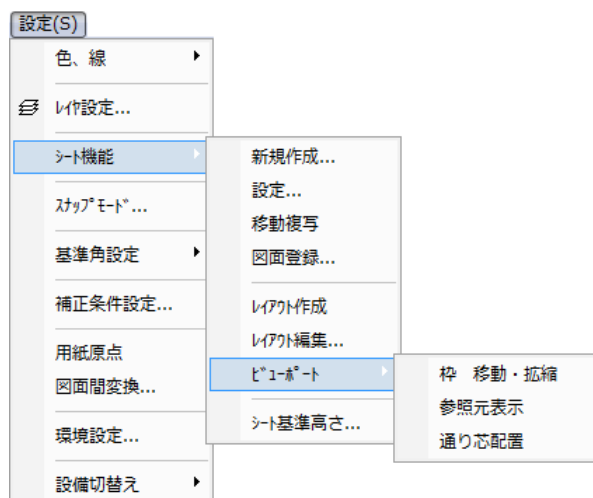 設定(S)
色、線
ﾚｲﾔ設定...
ｼｰﾄ機能
ｽﾅｯﾌﾟﾓｰﾄﾞ...
基準角設定
補正条件設定...
用紙原点
図面間変換...
環境設定...
設備切替え
新規作成...
設定...
移動複写
図面登録...
ﾚｲｱｳﾄ作成
ﾚｲｱｳﾄ編集...
ﾋﾞｭｰﾎﾟｰﾄ
ｼｰﾄ基準高さ...
枠　移動・拡縮
参照元表示
通り芯配置